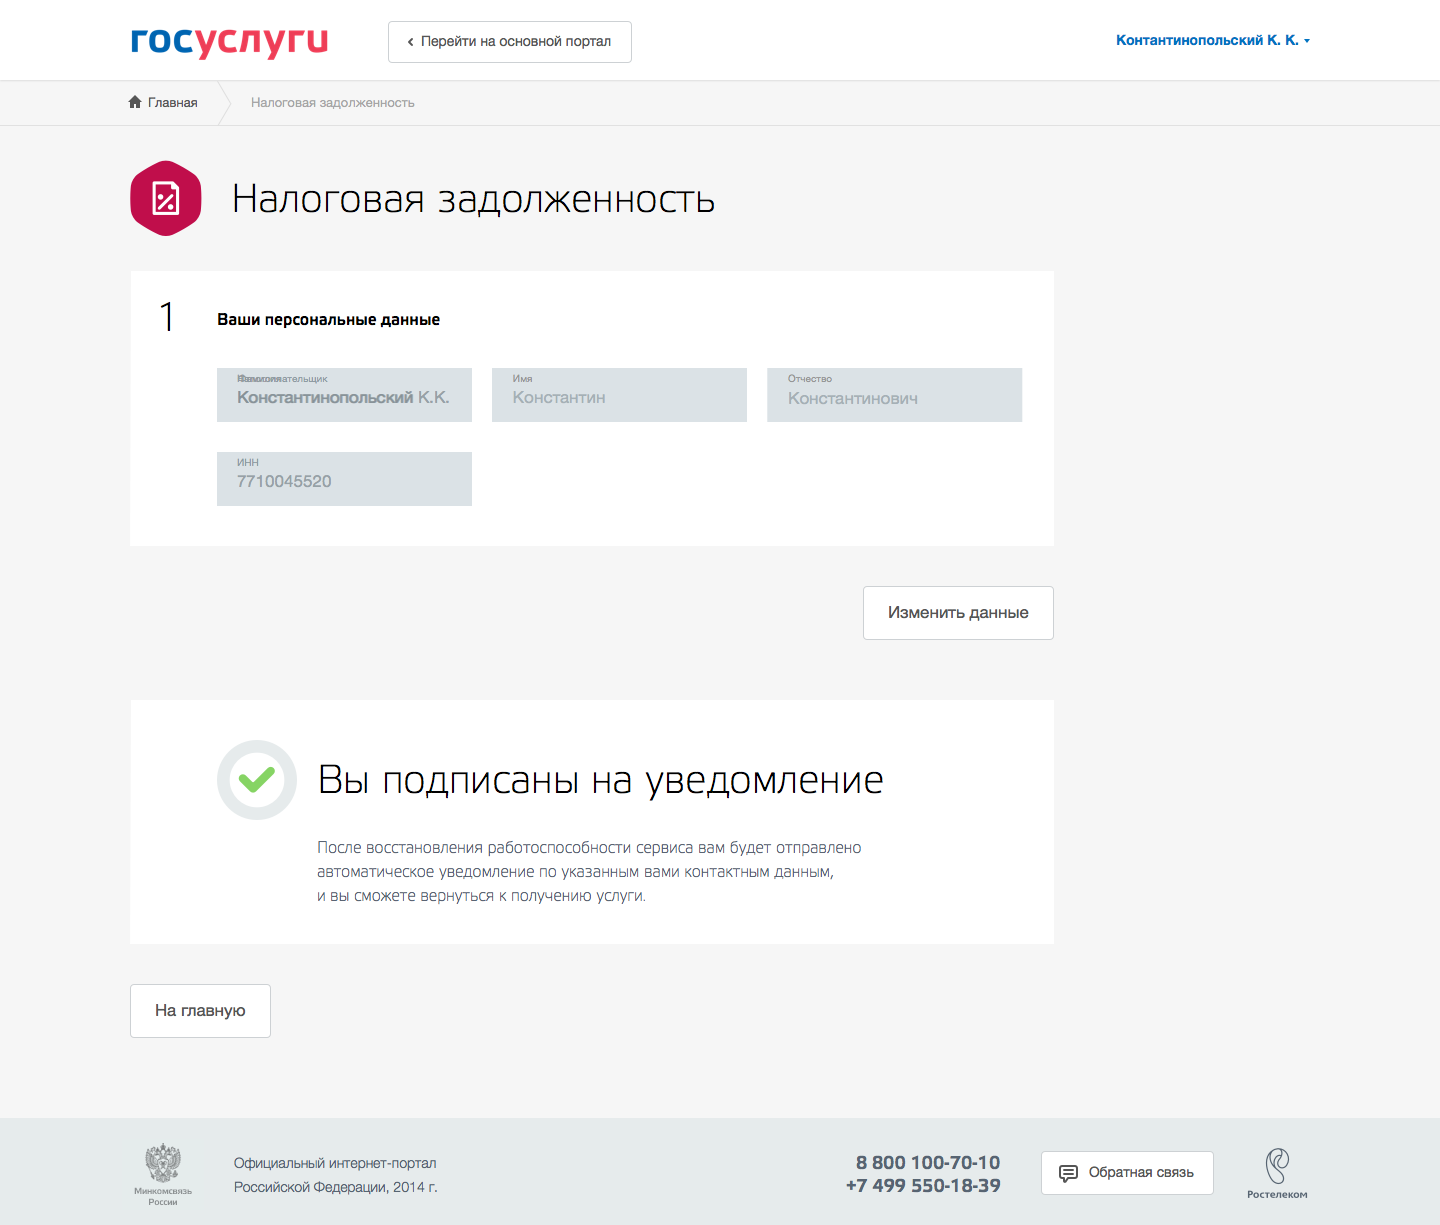 госуслуги
Перейти на основной портал
Контантинопольский К. К.
Главная
Налоговая задолженность
Налоговая задолженность
1
Ваши персональные данные
Имя
Отчество
Константинопольский К.К.
Константин
Константинович
ИНН
7710045520
Изменить данные
Вы подписаны на уведомление
После восстановления работоспособности сервиса вам будет отправлено
автоматическое уведомление по указанным вами контактным данным,
и вы сможете вернуться к получению услуги.
На главную
Минкомсвязь
России
Официальный интернет-портал
Российской Федерации, 2014 г.
8 800 100-70-10
+7 499 550-18-39
Обратная связь
Ростелеком